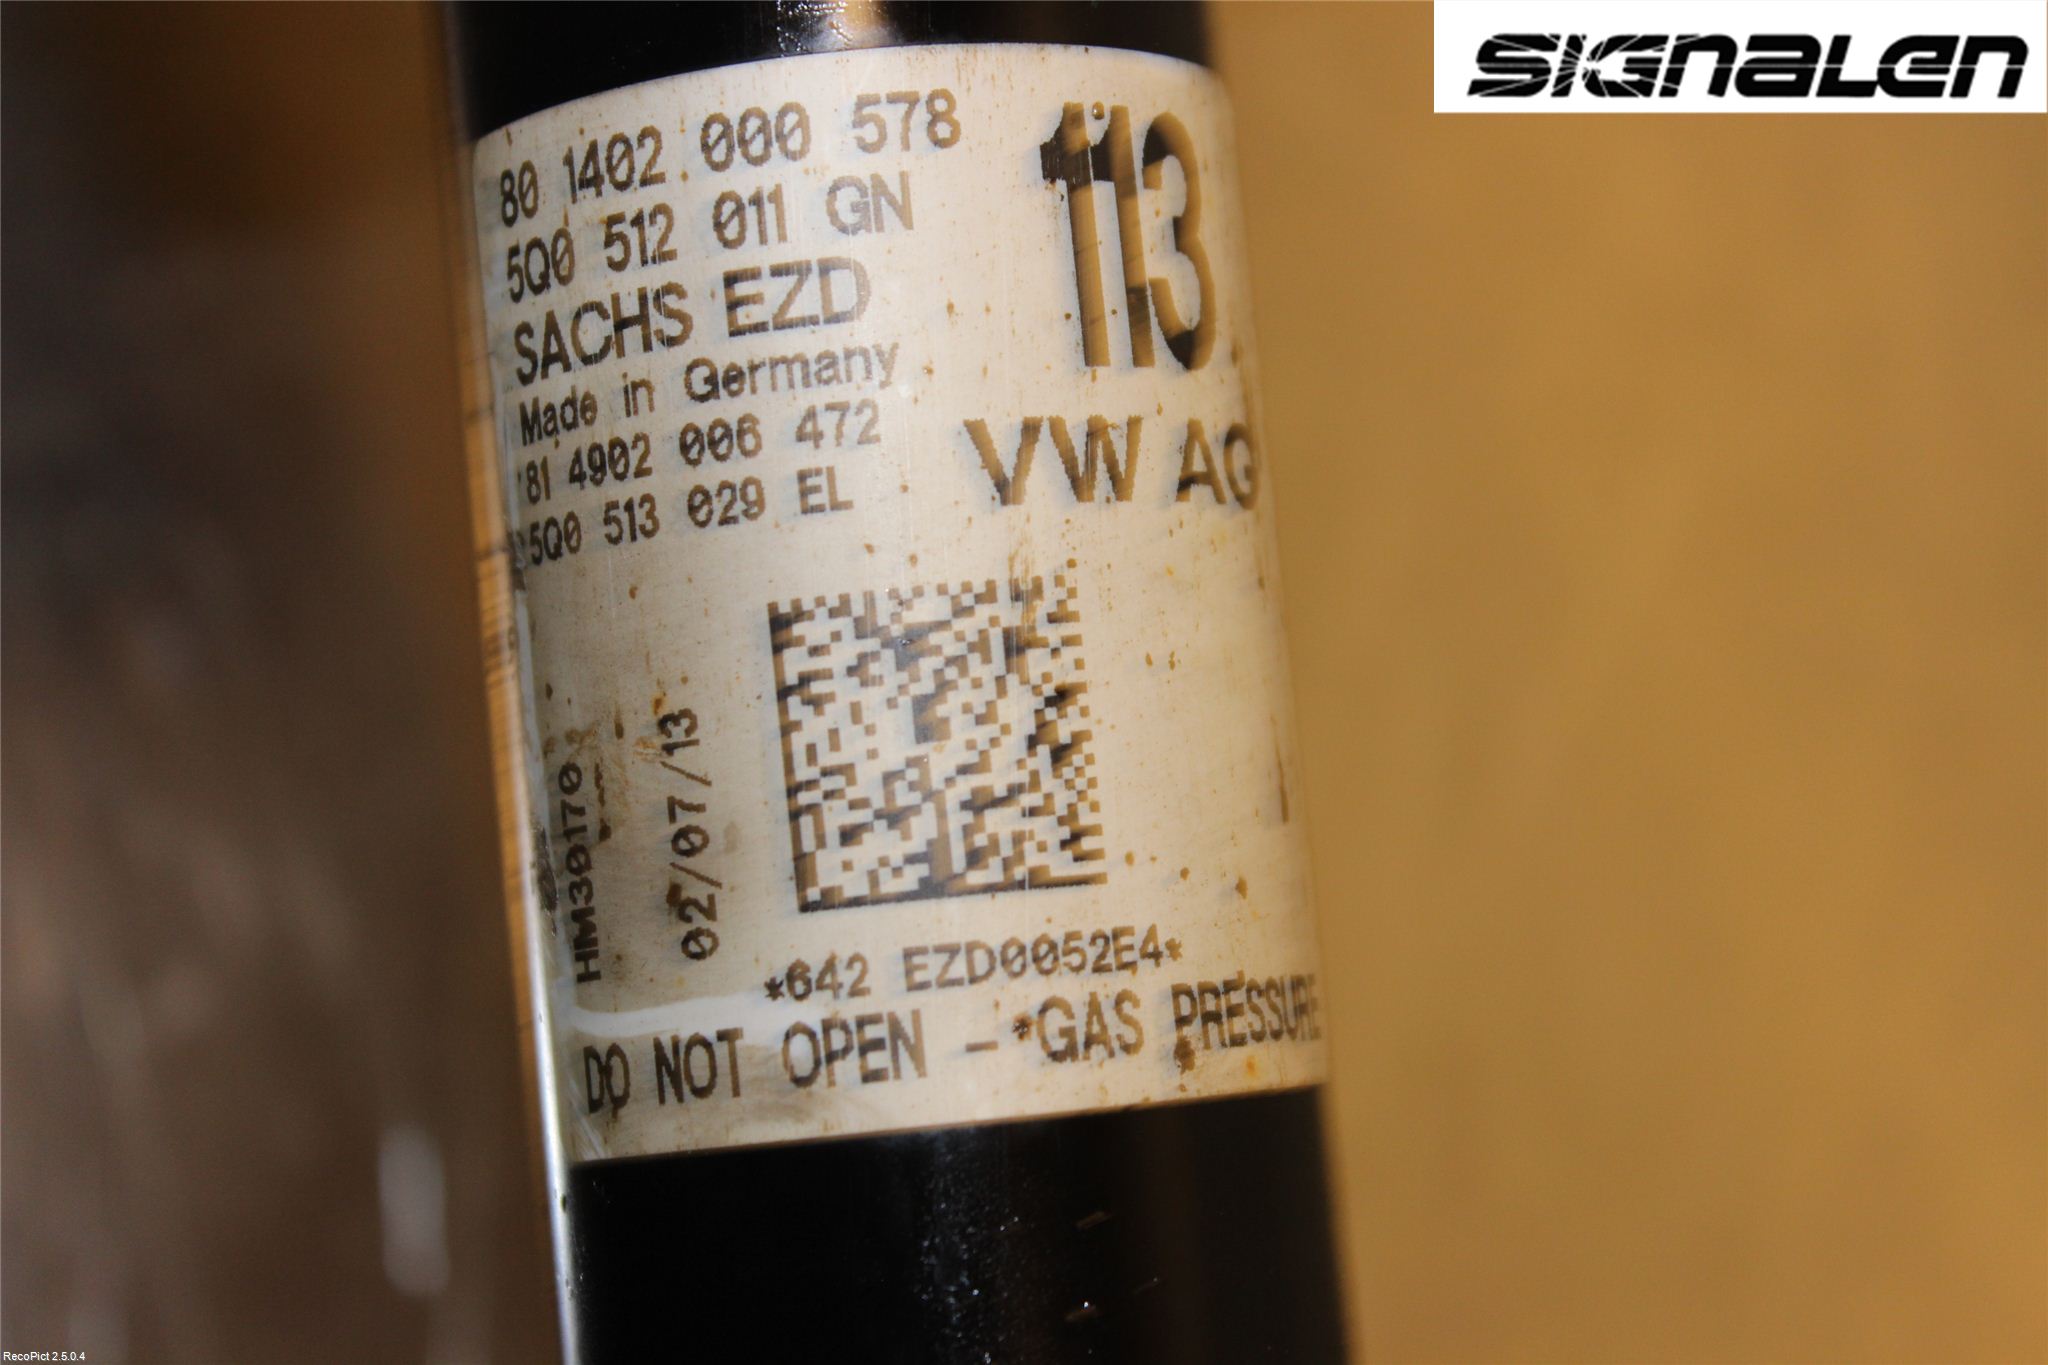 SIGNALEN
80 1402 000 578
113
5Q0 512 011 GN
SACHS EZD
Made in Germany
81 4902 006 472
VW AG
5Q0 513 029 EL
HM30170
02/07/13
*642 EZD0052E4*
DO NOT OPEN - *GAS PRESSURE
RecoPict 2.5.0.4